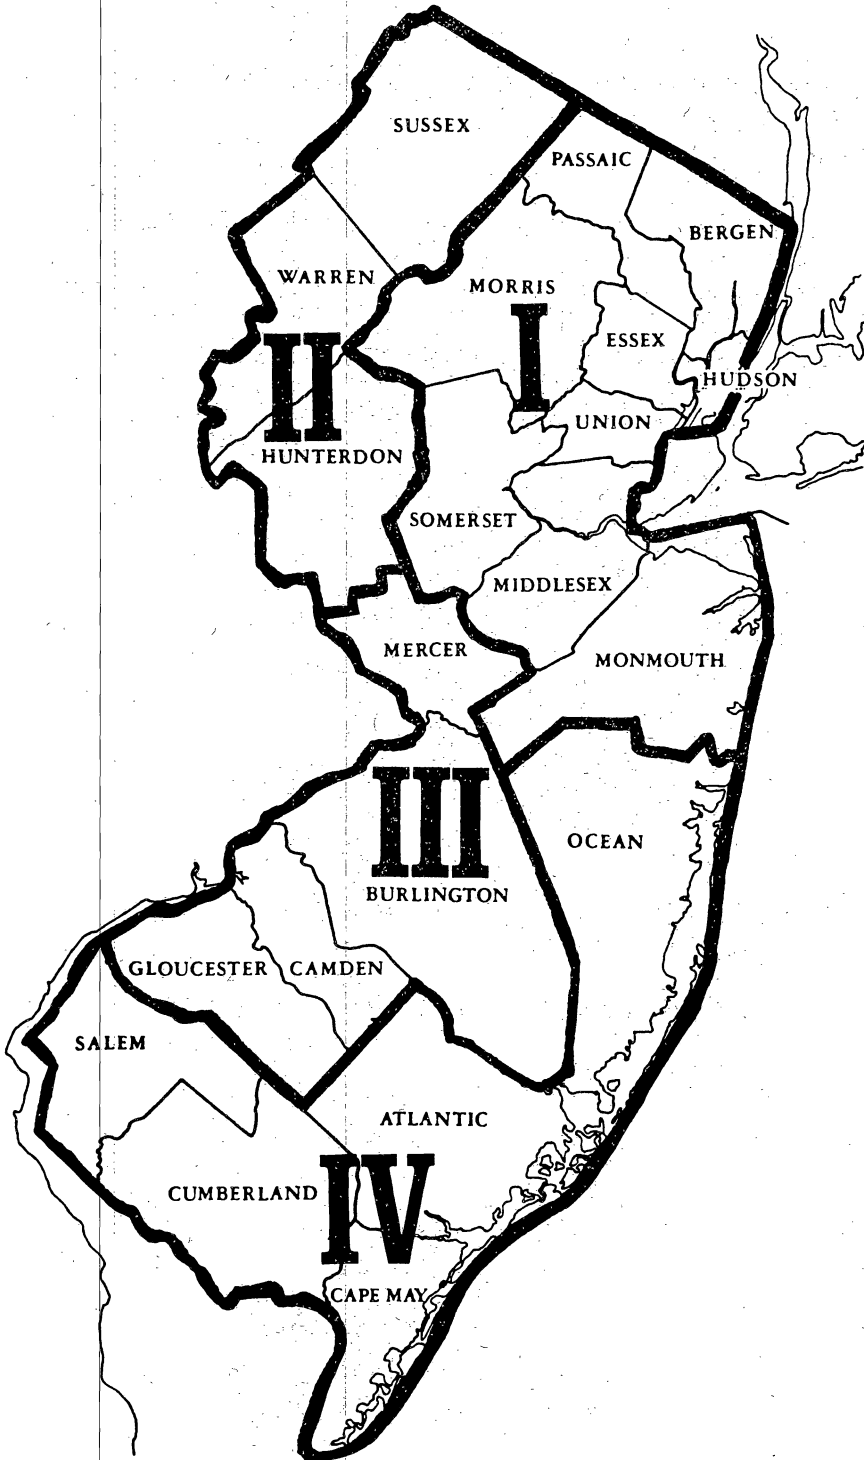 SUSSEX
PASSAIC
BERGEN
WARREN
MORRIS
I
ESSEX
II
HUDSON
UNION
HUNTERDON
SOMERSET
MIDDLESEX
MERCER
MONMOUTH
III
OCEAN
BURLINGTON
GLOUCESTER
CAMDEN
SALEM
ATLANTIC
IV
CUMBERLAND
CAPE MAY